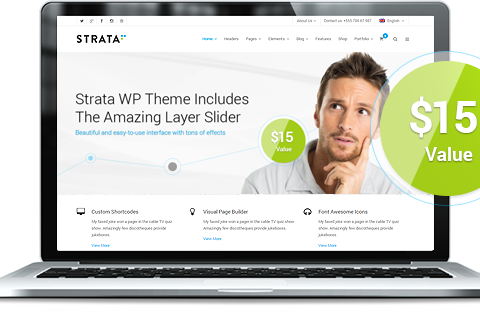 About Us
Contact us +555 784 67 987
English
STRATA
Home Headers Pages Elements Blog Features Shop Portfolio
Strata WP Theme Includes
The Amazing Layer Slider
Beautiful and easy-to-use interface with tons of effects
$15
Value
$15
Value
Custom Shortcodes
My faved joke won a page in the cable TV quiz
show. Amazingly few discotheques provide
jukeboxes.
View More
Visual Page Builder
My faved joke won a page in the cable TV quiz
show. Amazingly few discotheques provide
jukeboxes.
View More
Font Awesome Icons
My faved joke won a page in the cable TV quiz
show. Amazingly few discotheques provide
jukeboxes.
View More